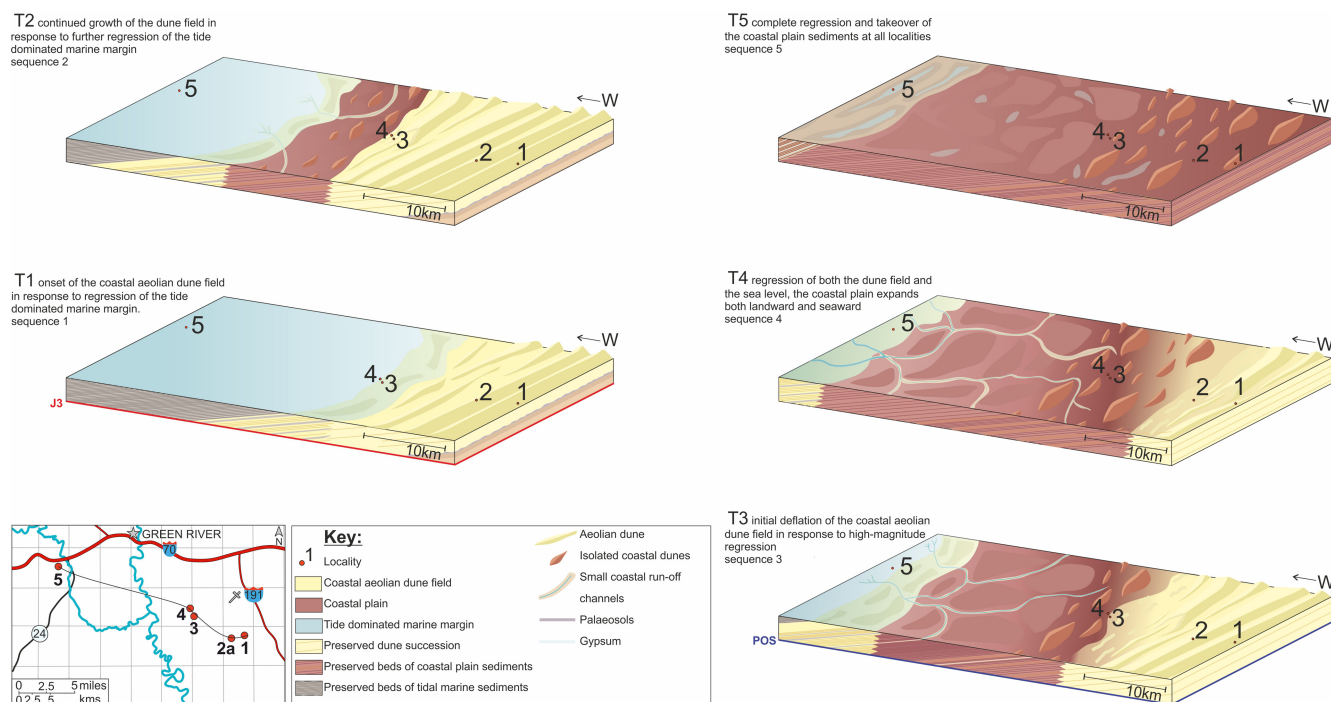 T2 continued growth of the dune field in
response to further regression of the tide
dominated marine margin
sequence 2
5
W
4
3
2
1
10km
T5 complete regression and takeover of
the coastal plain sediments at all localities
sequence 5
5
W
4
3
2
1
10km
T1 onset of the coastal aeolian dune field
in response to regression of the tide
dominated marine margin.
sequence 1
5
W
4
3
2
1
J3
10km
T4 regression of both the dune field and
the sea level, the coastal plain expands
both landward and seaward
sequence 4
5
W
4
3
2
1
10km
GREEN RIVER
N
70
5
191
4
3
24
2a 1
0 2.5 5 miles
0 2.5 5 kms
Key:
1
Locality
Coastal aeolian dune field
Coastal plain
Tide dominated marine margin
Preserved dune succession
Preserved beds of coastal plain sediments
Preserved beds of tidal marine sediments
Aeolian dune
Isolated coastal dunes
Small coastal run-off
channels
Palaeosols
Gypsum
T3 initial deflation of the coastal aeolian
dune field in response to high-magnitude
regression
sequence 3
5
W
4
3
2
1
POS
10km